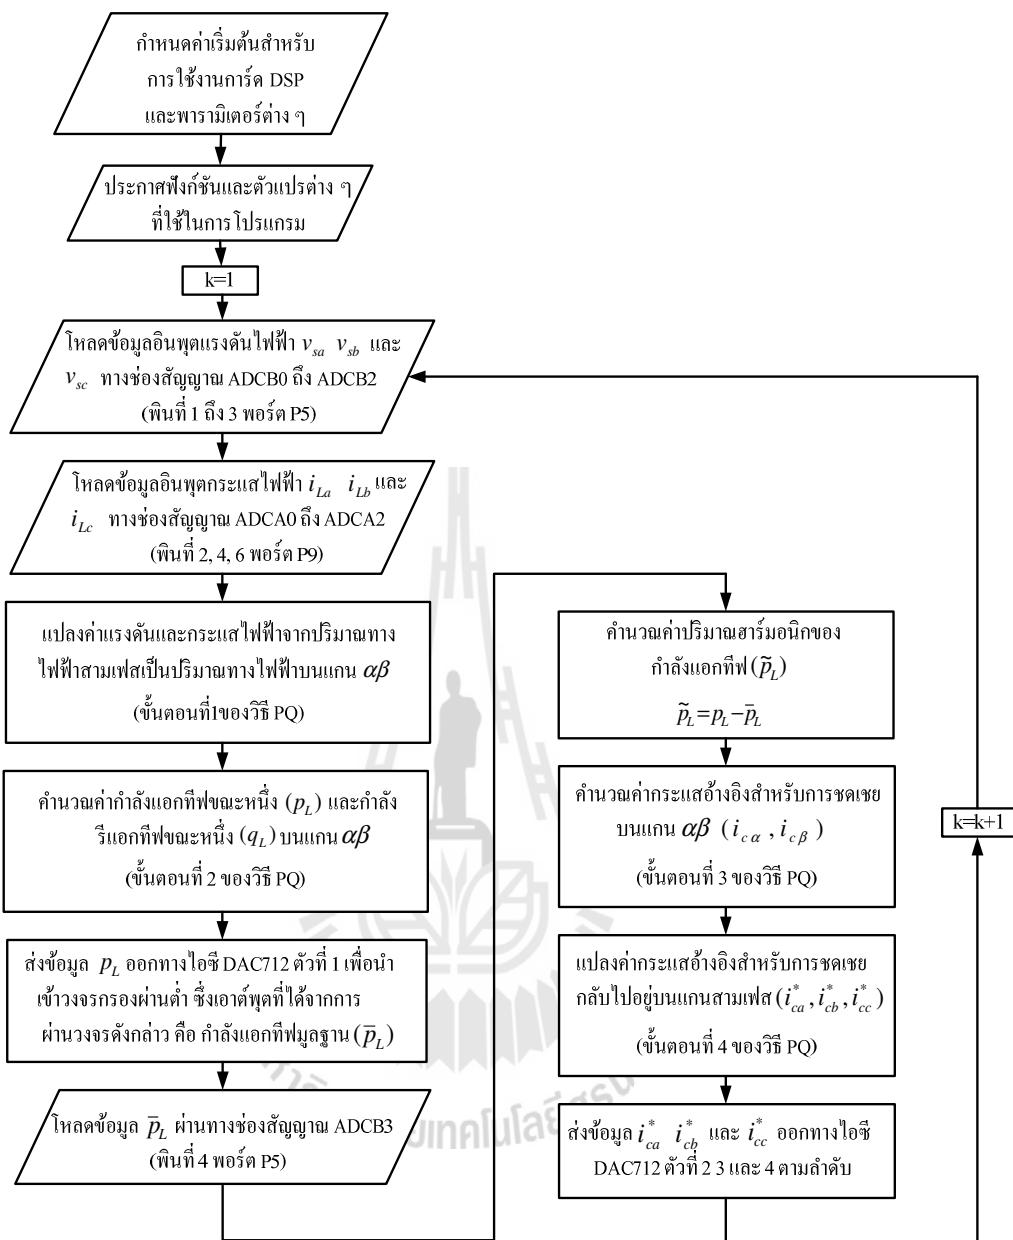 กำหนดค่าเริ่มต้นสำหรับ
การใช้งานการ์ด DSP
และพารามิเตอร์ต่าง ๆ
ประกาศฟังก์ชันและตัวแปรต่าง ๆ
ที่ใช้ในการโปรแกรม
k=1
โหลดข้อมูลอินพุตแรงดันไฟฟ้า v_{sa} v_{sb} และ
v_{sc} ทางช่องสัญญาณ ADCB0 ถึง ADCB2
(พินที่ 1 ถึง 3 พอร์ต P5)
โหลดข้อมูลอินพุตกระแสไฟฟ้า i_{La} i_{Lb} และ
i_{Lc} ทางช่องสัญญาณ ADCA0 ถึง ADCA2
(พินที่ 2, 4, 6 พอร์ต P9)
แปลงค่าแรงดันและกระแสไฟฟ้าจากปริมาณทาง
ไฟฟ้าสามเฟสเป็นปริมาณทางไฟฟ้าบนแกน αβ
(ขั้นตอนที่1ของวิธี PQ)
คำนวณค่ากำลังแอกทีฟขณะหนึ่ง (p_L) และกำลัง
รีแอกทีฟขณะหนึ่ง (q_L) บนแกน αβ
(ขั้นตอนที่ 2 ของวิธี PQ)
ส่งข้อมูล p_L ออกทางไอซี DAC712 ตัวที่ 1 เพื่อนำ
เข้าวงจรกรองผ่านต่ำ ซึ่งเอาต์พุตที่ได้จากการ
ผ่านวงจรดังกล่าว คือ กำลังแอกทีฟมูลฐาน (p̄_L)
โหลดข้อมูล p̄_L ผ่านทางช่องสัญญาณ ADCB3
(พินที่ 4 พอร์ต P5)
คำนวณค่าปริมาณฮาร์มอนิกของ
กำลังแอกทีฟ (p̃_L)
p̃_L = p_L − p̄_L
คำนวณค่ากระแสอ้างอิงสำหรับการชดเชย
บนแกน αβ (i_{cα} , i_{cβ})
(ขั้นตอนที่ 3 ของวิธี PQ)
แปลงค่ากระแสอ้างอิงสำหรับการชดเชย
กลับไปอยู่บนแกนสามเฟส (i*_{ca} , i*_{cb} , i*_{cc})
(ขั้นตอนที่ 4 ของวิธี PQ)
ส่งข้อมูล i*_{ca} i*_{cb} และ i*_{cc} ออกทางไอซี
DAC712 ตัวที่ 2 3 และ 4 ตามลำดับ
k=k+1